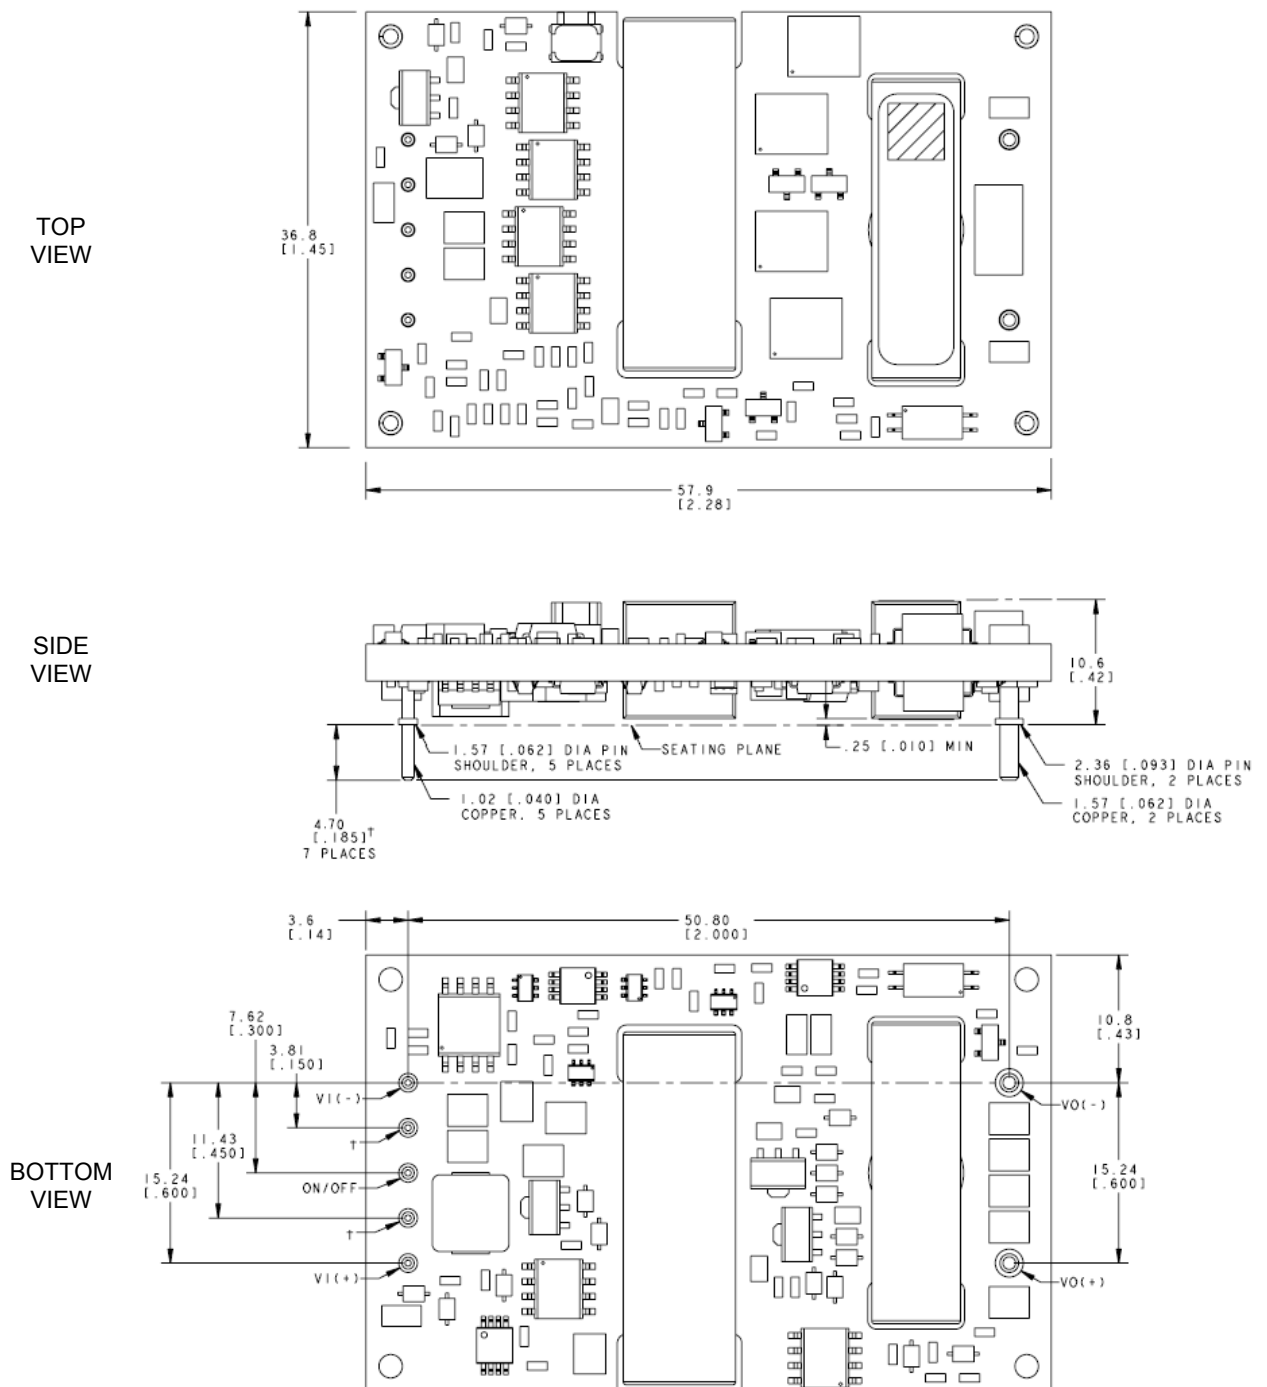 TOP
VIEW
36.8
[1.45]
57.9
[2.28]
SIDE
VIEW
10.6
[.42]
1.57 [.062] DIA PIN
SHOULDER, 5 PLACES
SEATING PLANE
.25 [.010] MIN
2.36 [.093] DIA PIN
SHOULDER, 2 PLACES
1.02 [.040] DIA
COPPER, 5 PLACES
1.57 [.062] DIA
COPPER, 2 PLACES
4.70
[.185]†
7 PLACES
3.6
[.14]
50.80
[2.000]
7.62
[.300]
3.81
[.150]
10.8
[.43]
VI(-)
VO(-)
11.43
[.450]
†
BOTTOM
VIEW
15.24
[.600]
ON/OFF
15.24
[.600]
†
VI(+)
VO(+)